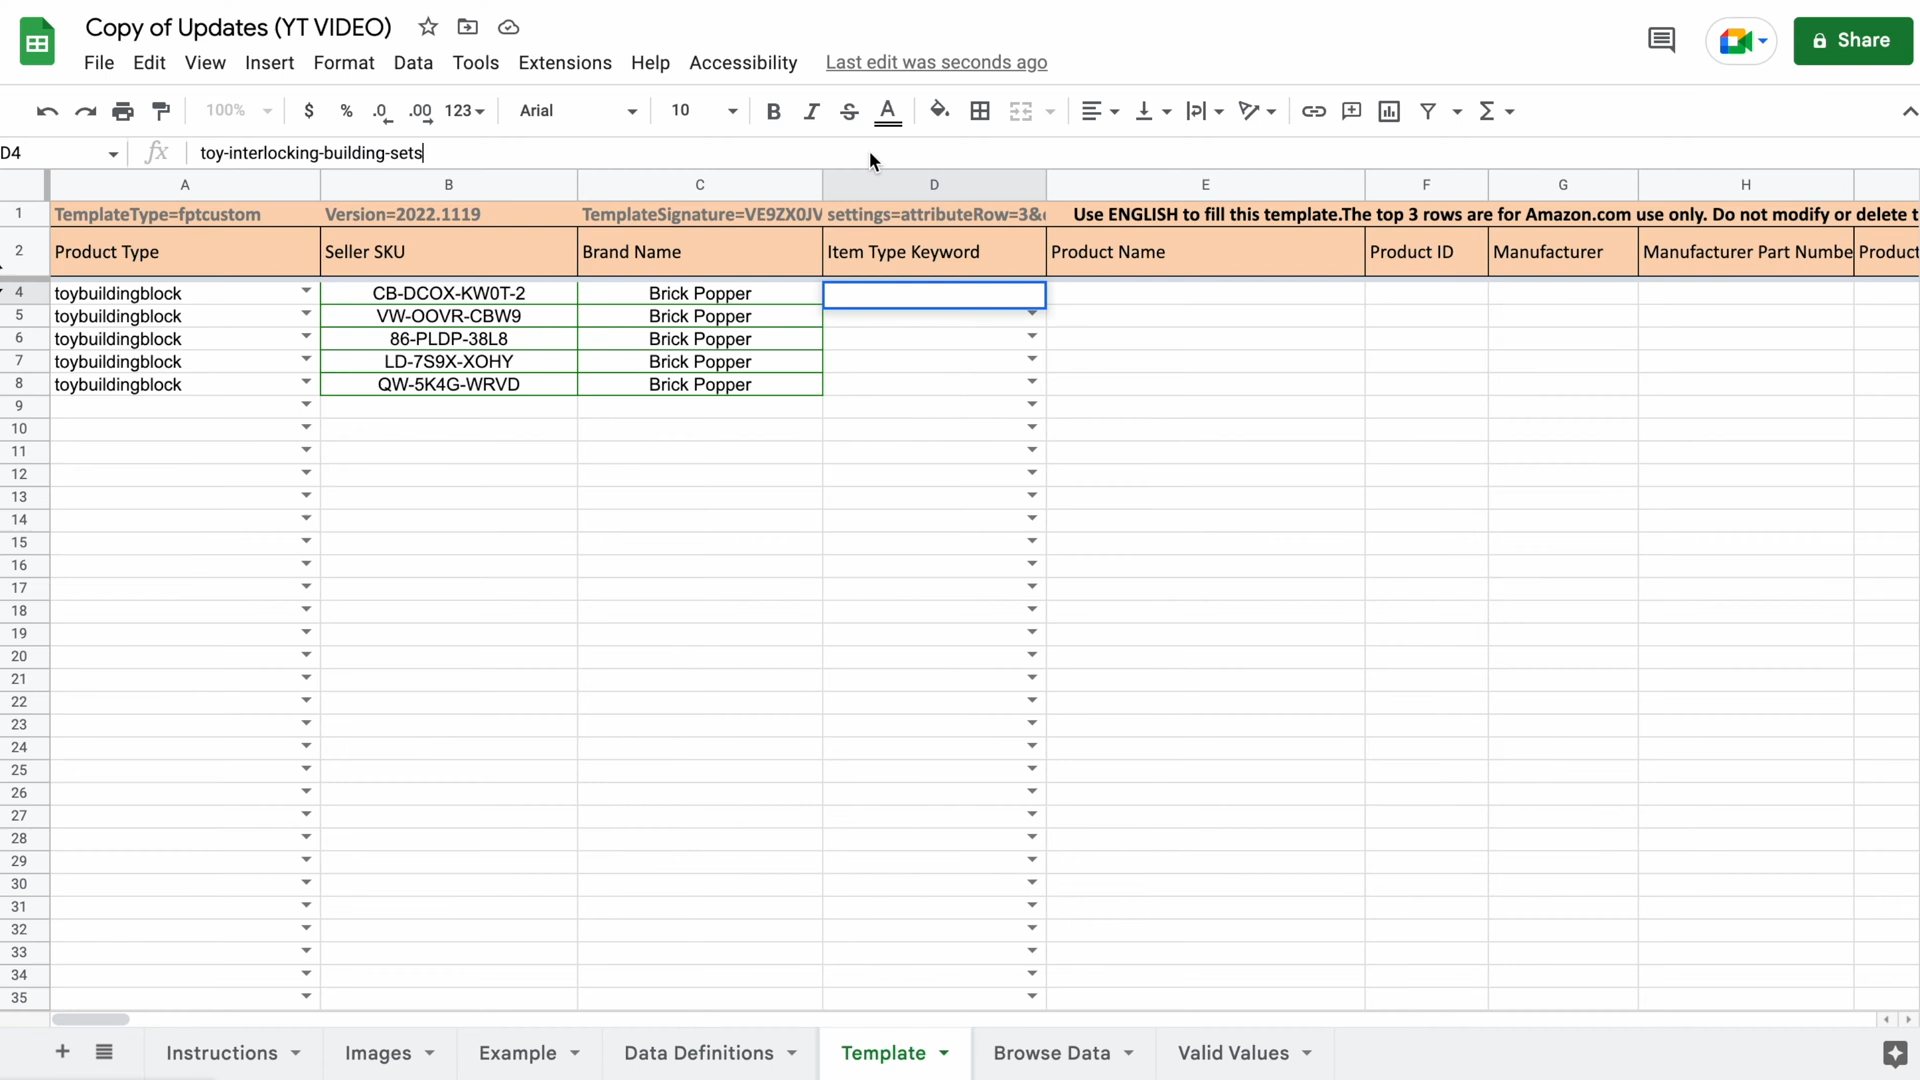 Copy of Updates (YT VIDEO)
File Edit View Insert Format Data Tools Extensions Help Accessibility Last edit was seconds ago
Share
100% $ % .0 .00 123 Arial 10 B I S A
D4 fx toy-interlocking-building-sets
A B C D E F G H
1 TemplateType=fptcustom Version=2022.1119 TemplateSignature=VE9ZX0JV settings=attributeRow=3& Use ENGLISH to fill this template.The top 3 rows are for Amazon.com use only. Do not modify or delete t
2 Product Type Seller SKU Brand Name Item Type Keyword Product Name Product ID Manufacturer Manufacturer Part Numbe Product
4 toybuildingblock CB-DCOX-KW0T-2 Brick Popper
5 toybuildingblock VW-OOVR-CBW9 Brick Popper
6 toybuildingblock 86-PLDP-38L8 Brick Popper
7 toybuildingblock LD-7S9X-XOHY Brick Popper
8 toybuildingblock QW-5K4G-WRVD Brick Popper
9
10
11
12
13
14
15
16
17
18
19
20
21
22
23
24
25
26
27
28
29
30
31
32
33
34
35
+ Instructions Images Example Data Definitions Template Browse Data Valid Values